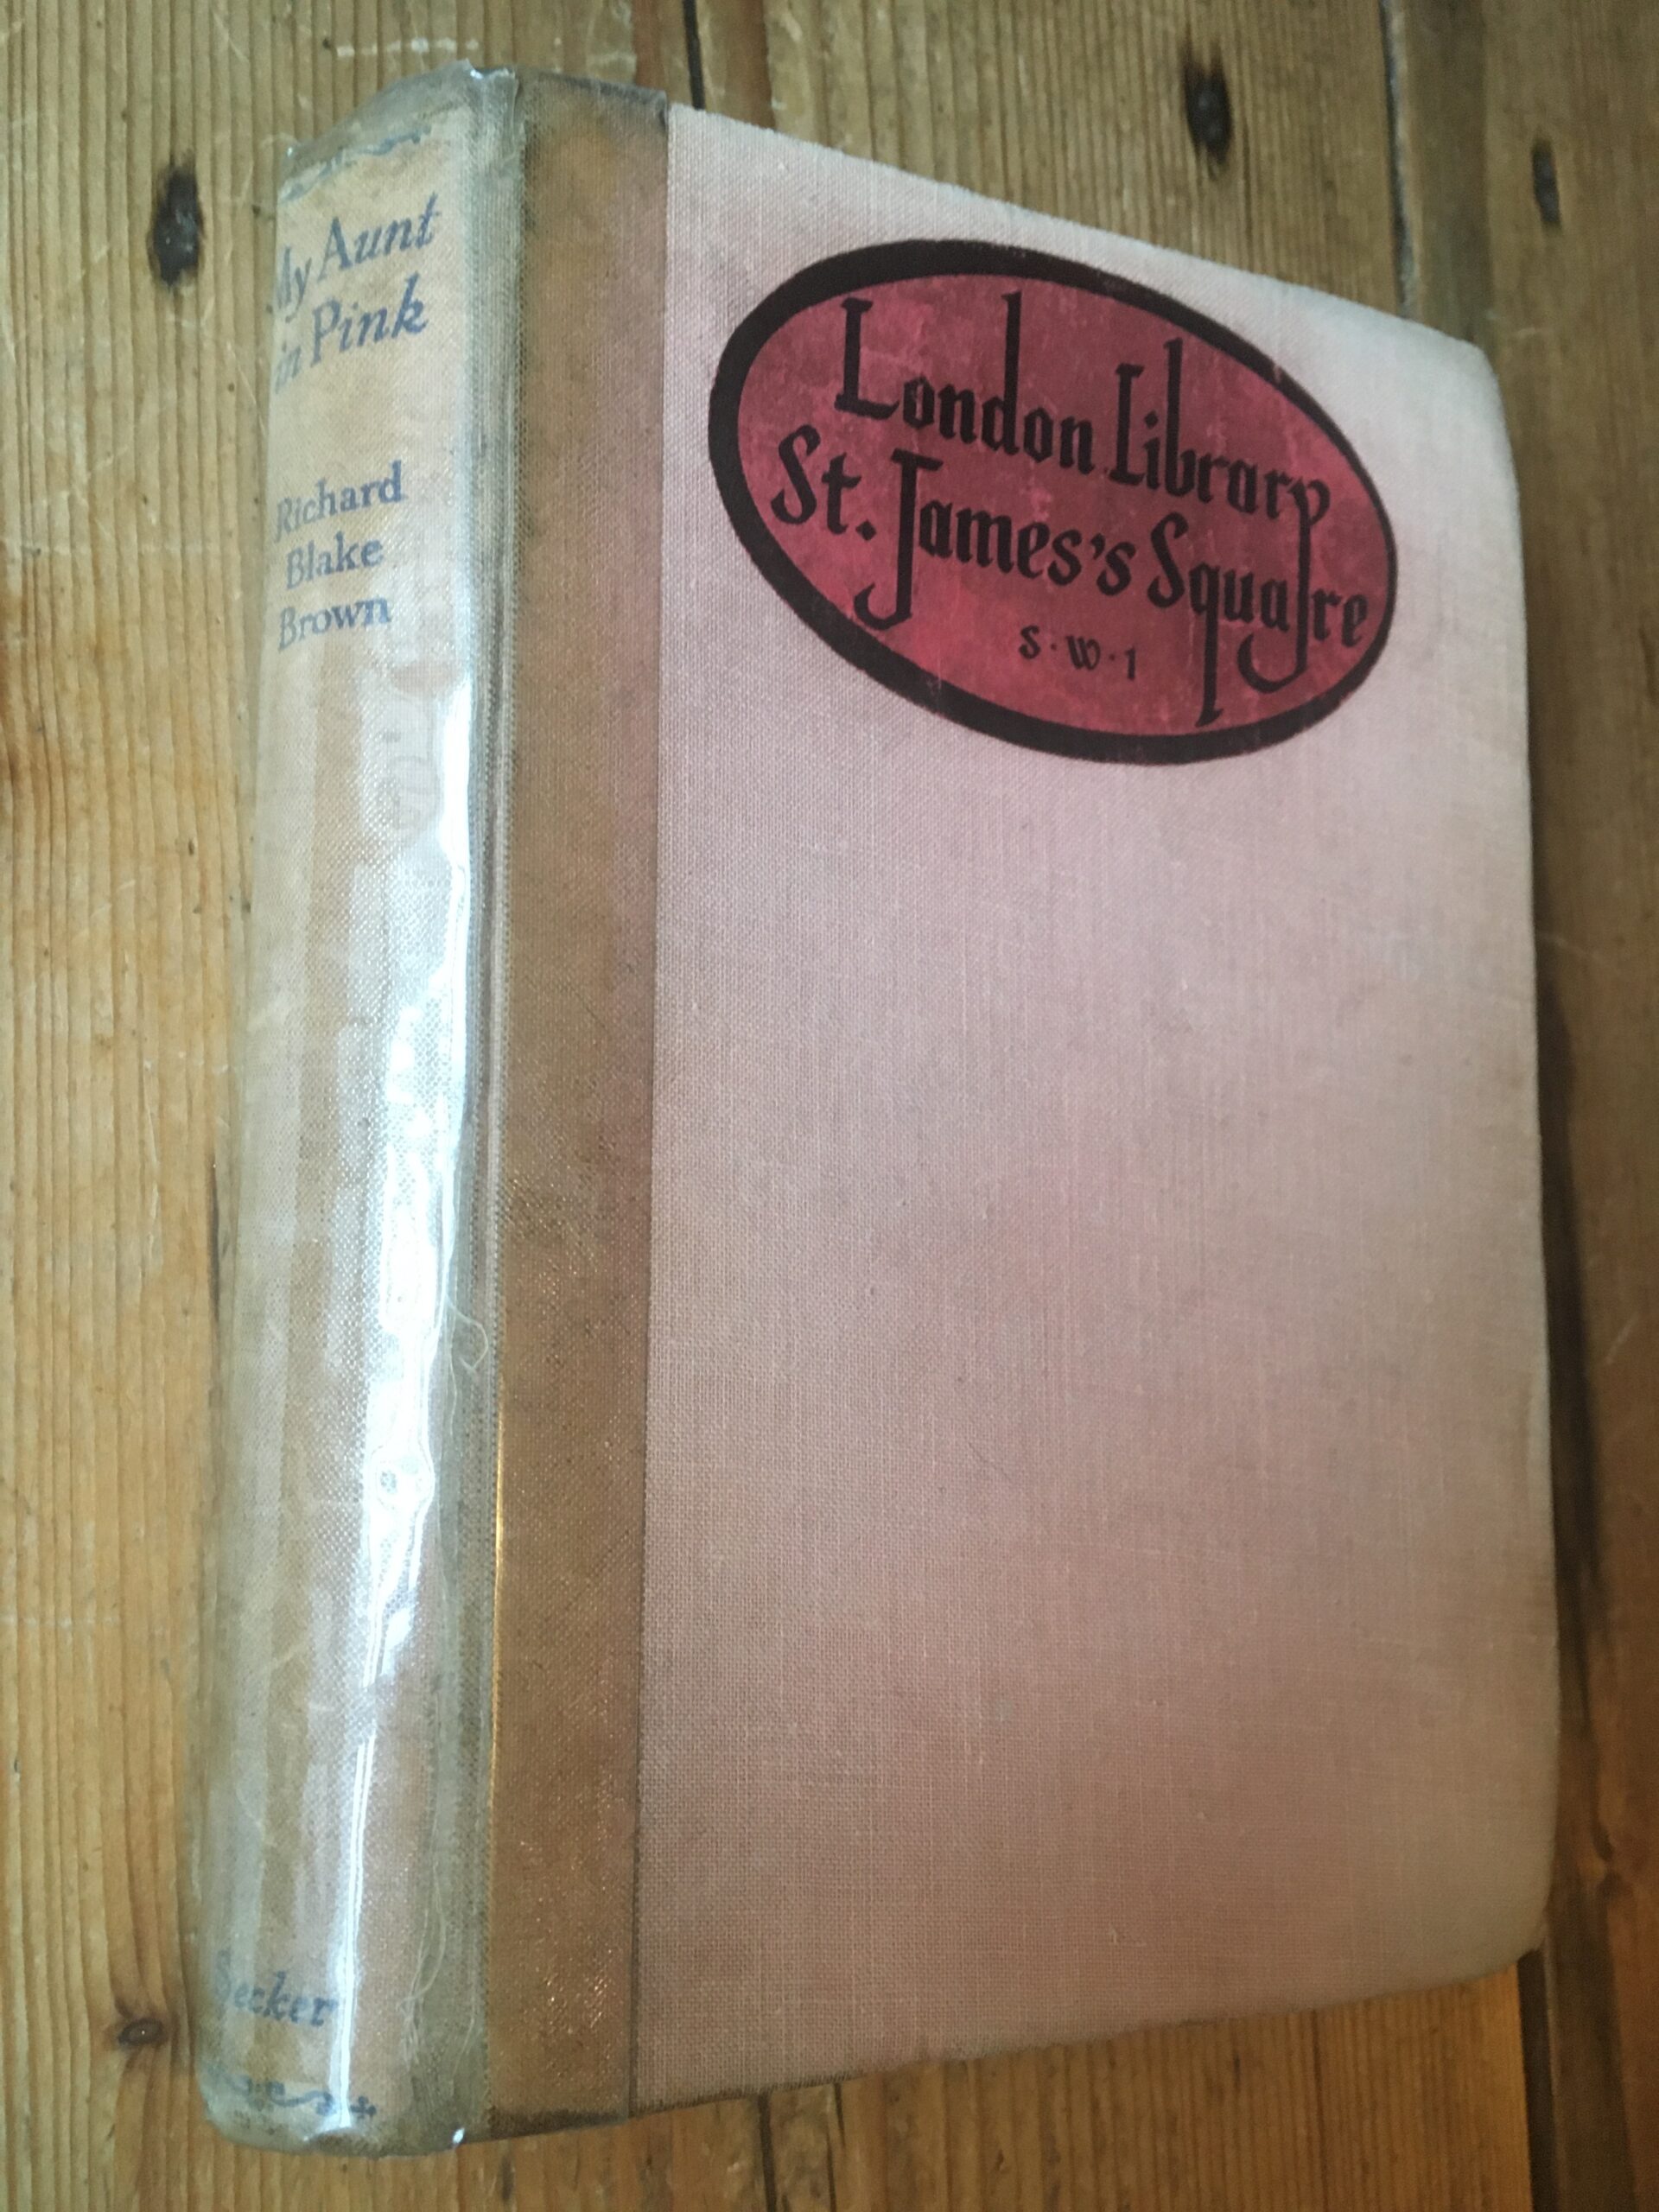 My Aunt
in Pink
Richard
Blake
Brown
Secker
London Library
St. James's Square
S·W·1